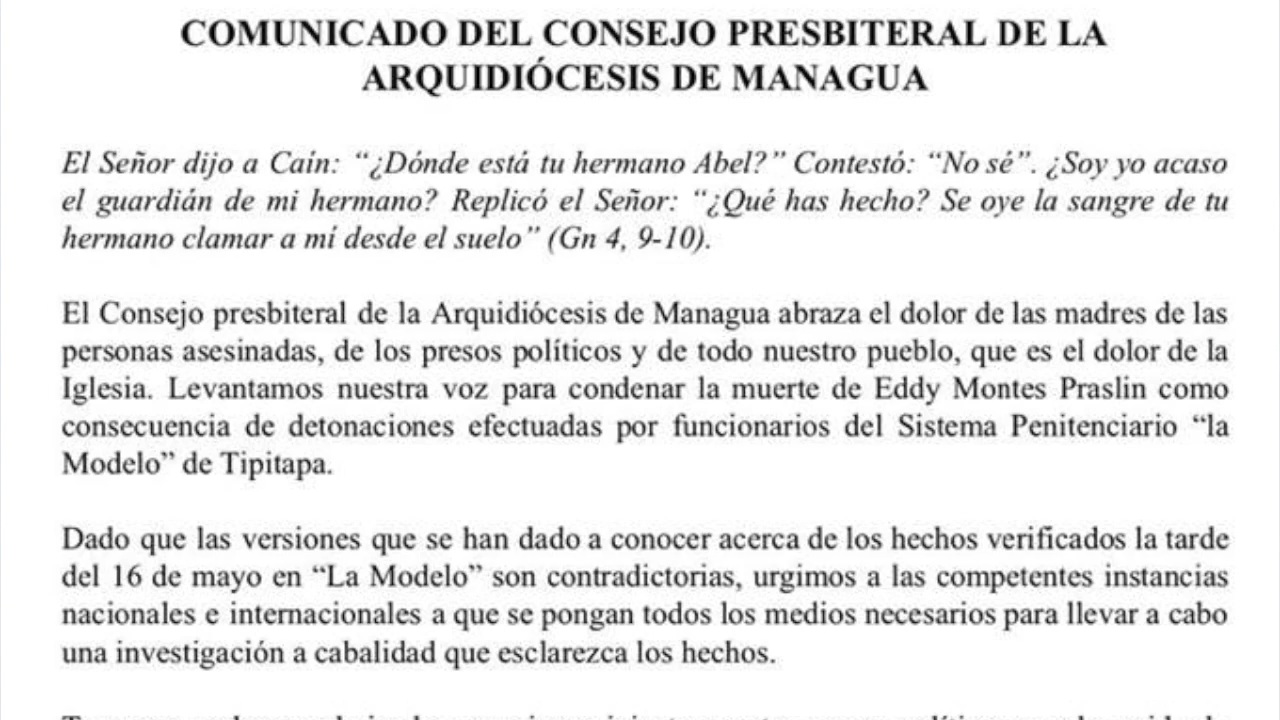 COMUNICADO DEL CONSEJO PRESBITERAL DE LA
ARQUIDIÓCESIS DE MANAGUA
El Señor dijo a Caín: “¿Dónde está tu hermano Abel?” Contestó: “No sé”. ¿Soy yo acaso
el guardián de mi hermano? Replicó el Señor: “¿Qué has hecho? Se oye la sangre de tu
hermano clamar a mí desde el suelo” (Gn 4, 9-10).
El Consejo presbiteral de la Arquidiócesis de Managua abraza el dolor de las madres de las
personas asesinadas, de los presos políticos y de todo nuestro pueblo, que es el dolor de la
Iglesia. Levantamos nuestra voz para condenar la muerte de Eddy Montes Praslin como
consecuencia de detonaciones efectuadas por funcionarios del Sistema Penitenciario “la
Modelo” de Tipitapa.
Dado que las versiones que se han dado a conocer acerca de los hechos verificados la tarde
del 16 de mayo en “La Modelo” son contradictorias, urgimos a las competentes instancias
nacionales e internacionales a que se pongan todos los medios necesarios para llevar a cabo
una investigación a cabalidad que esclarezca los hechos.